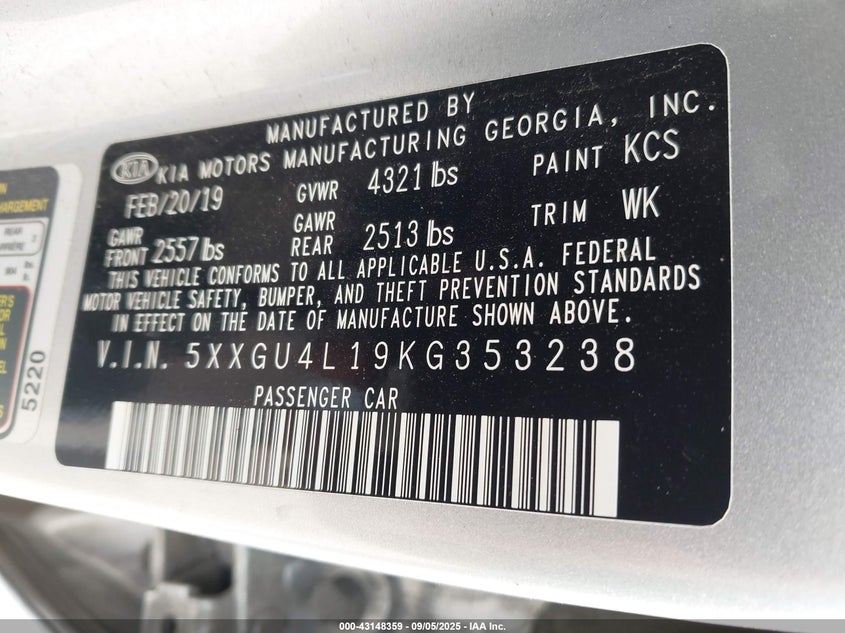 MANUFACTURED BY
KIA KIA MOTORS MANUFACTURING GEORGIA, INC.
FEB/20/19 GVWR 4321 lbs PAINT KCS
GAWR FRONT 2557 lbs GAWR REAR 2513 lbs TRIM WK
THIS VEHICLE CONFORMS TO ALL APPLICABLE U.S.A. FEDERAL
MOTOR VEHICLE SAFETY, BUMPER, AND THEFT PREVENTION STANDARDS
IN EFFECT ON THE DATE OF MANUFACTURE SHOWN ABOVE.
V.I.N. 5XXGU4L19KG353238
PASSENGER CAR
REAR
5220
000-43148359 - 09/05/2025 - IAA Inc.